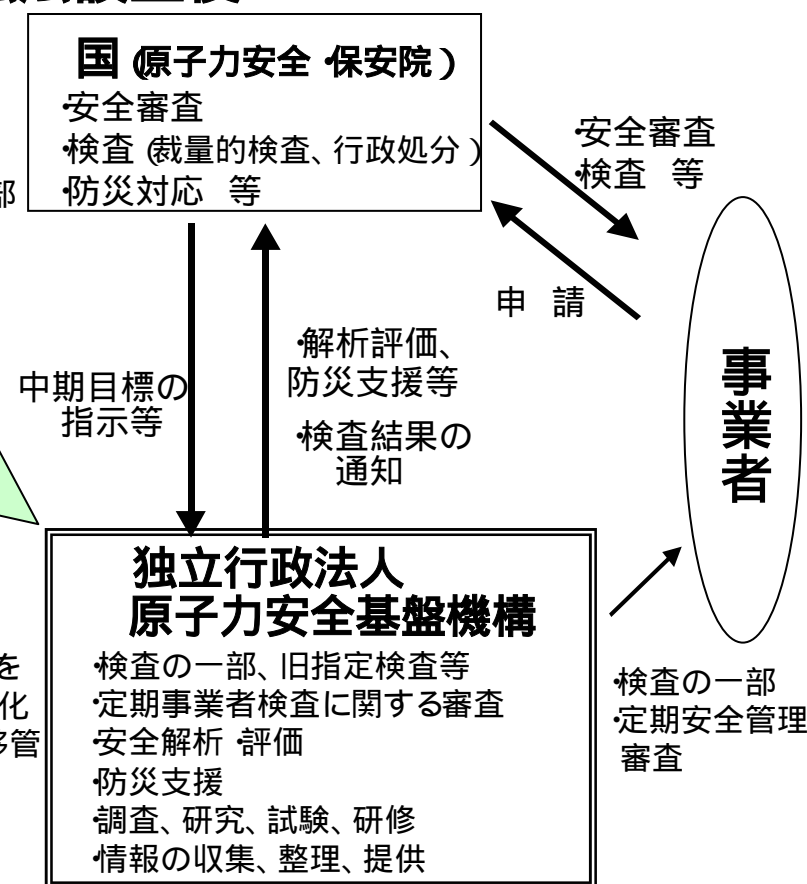 国(原子力安全・保安院)
・安全審査
・検査(裁量的検査、行政処分)
・防災対応 等
部
・安全審査
・検査 等
申 請
事業者
中期目標の
指示等
・解析評価、
防災支援等
・検査結果の
通知
独立行政法人
原子力安全基盤機構
・検査の一部、旧指定検査等
・定期事業者検査に関する審査
・安全解析・評価
・防災支援
・調査、研究、試験、研修
・情報の収集、整理、提供
を
化
移管
・検査の一部
・定期安全管理
審査